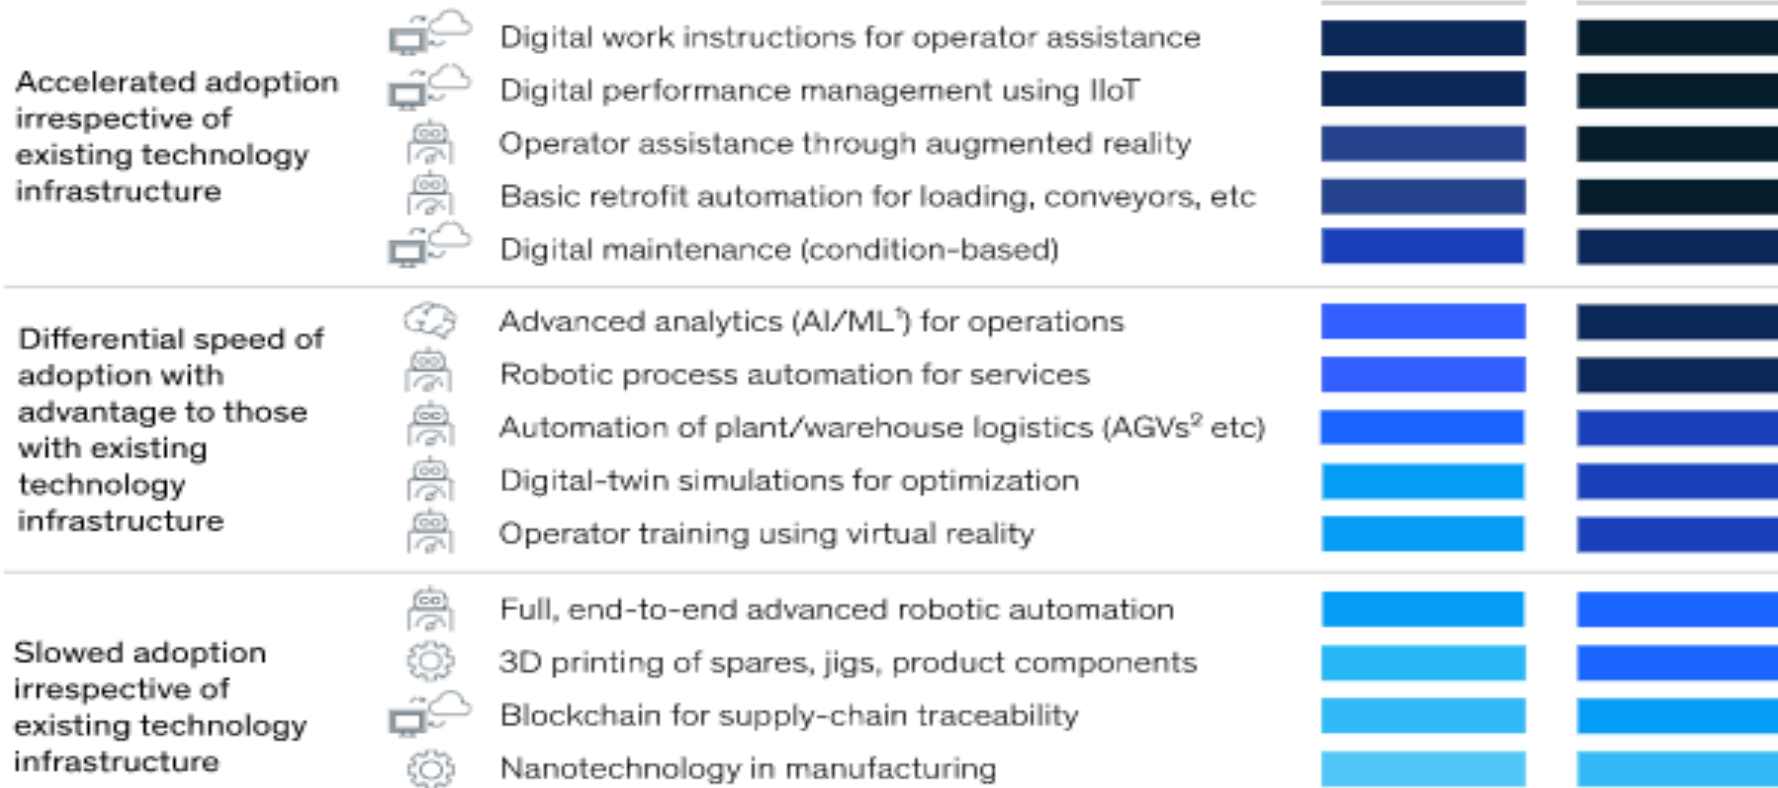 Accelerated adoption
irrespective of
existing technology
infrastructure
Digital work instructions for operator assistance
Digital performance management using IIoT
Operator assistance through augmented reality
Basic retrofit automation for loading, conveyors, etc
Digital maintenance (condition-based)
Differential speed of
adoption with
advantage to those
with existing
technology
infrastructure
Advanced analytics (AI/ML¹) for operations
Robotic process automation for services
Automation of plant/warehouse logistics (AGVs² etc)
Digital-twin simulations for optimization
Operator training using virtual reality
Slowed adoption
irrespective of
existing technology
infrastructure
Full, end-to-end advanced robotic automation
3D printing of spares, jigs, product components
Blockchain for supply-chain traceability
Nanotechnology in manufacturing